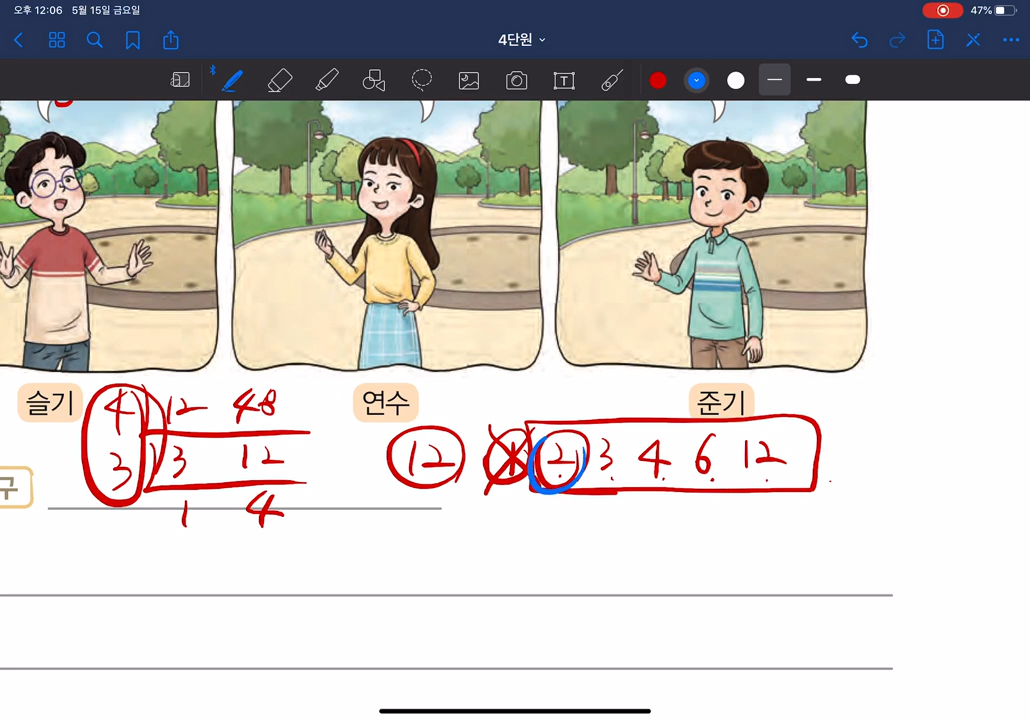 오후 12:06 5월 15일 금요일
47%
4단원
T
슬기
연수
준기
4 ) 12 48
3 ) 3 12
1 4
12 1 2 3 4 6 12
구